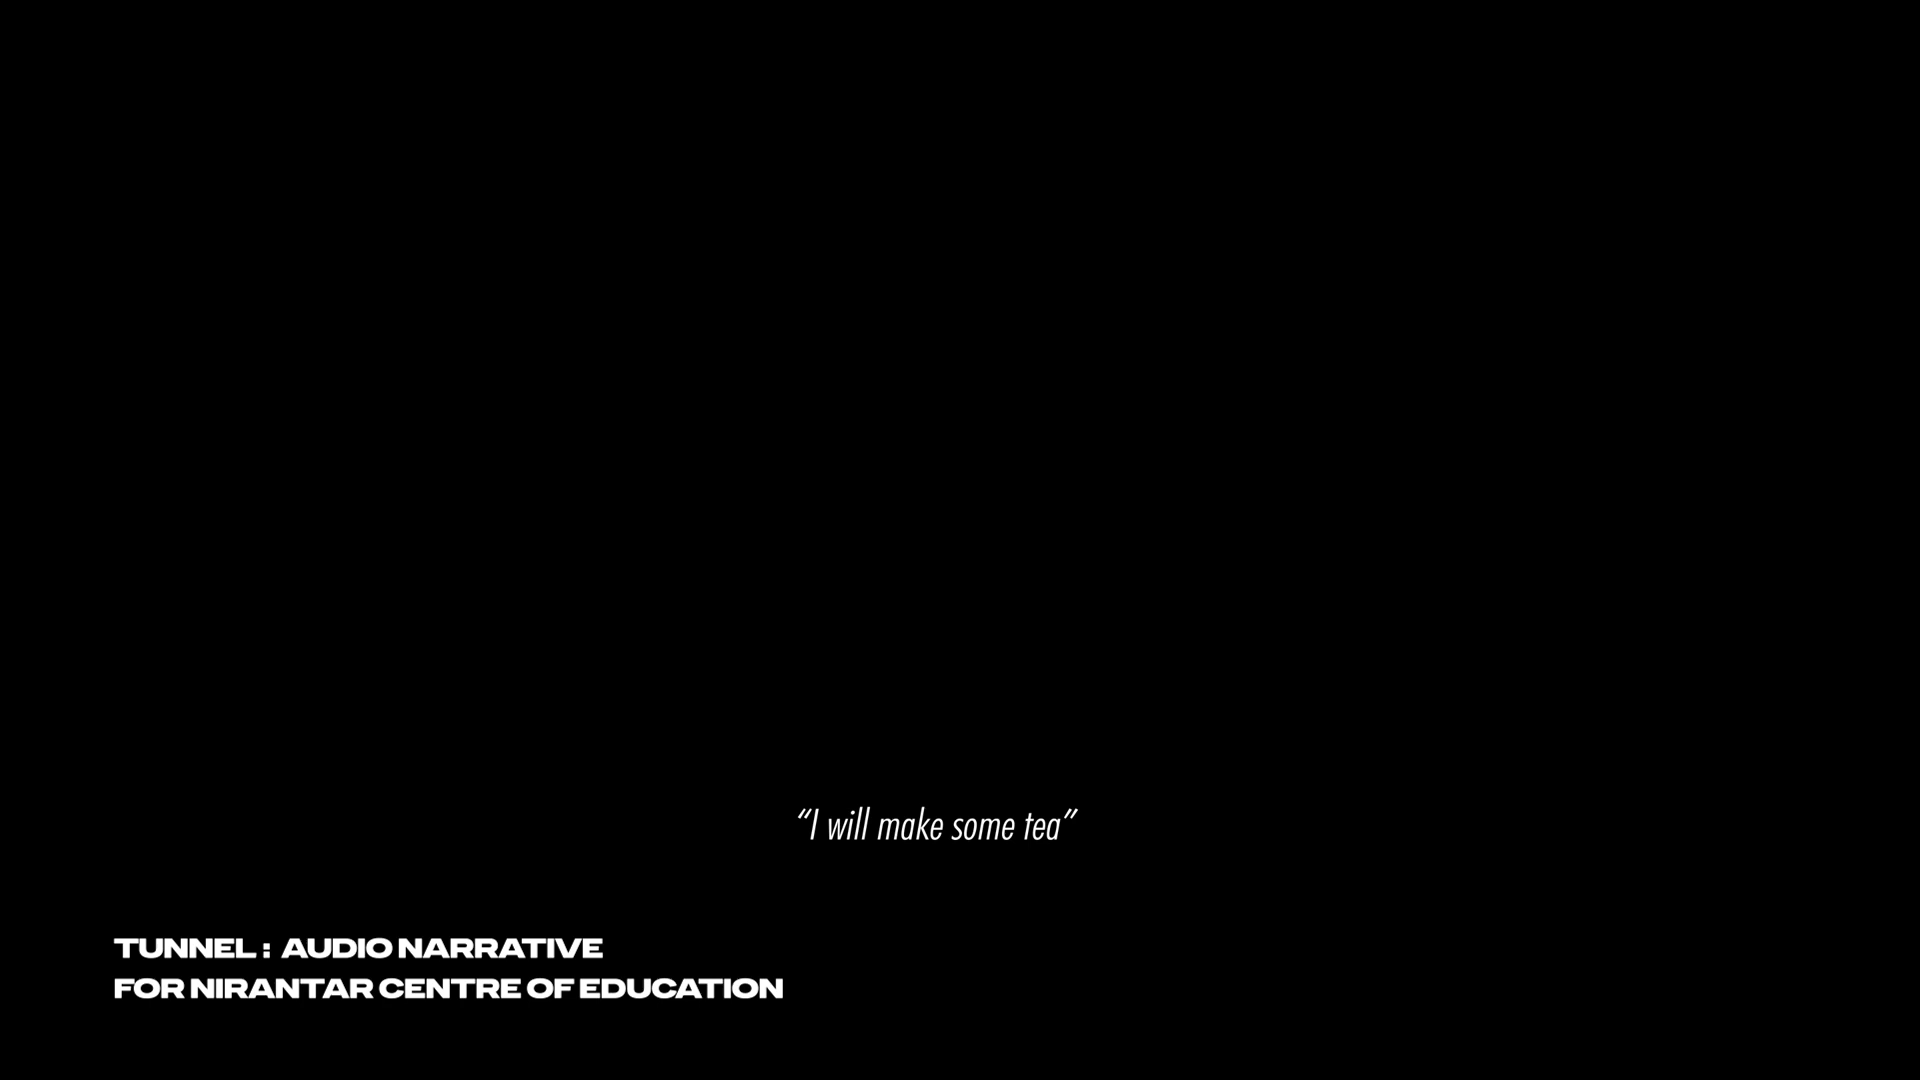 “I will make some tea”
TUNNEL : AUDIO NARRATIVE
FOR NIRANTAR CENTRE OF EDUCATION